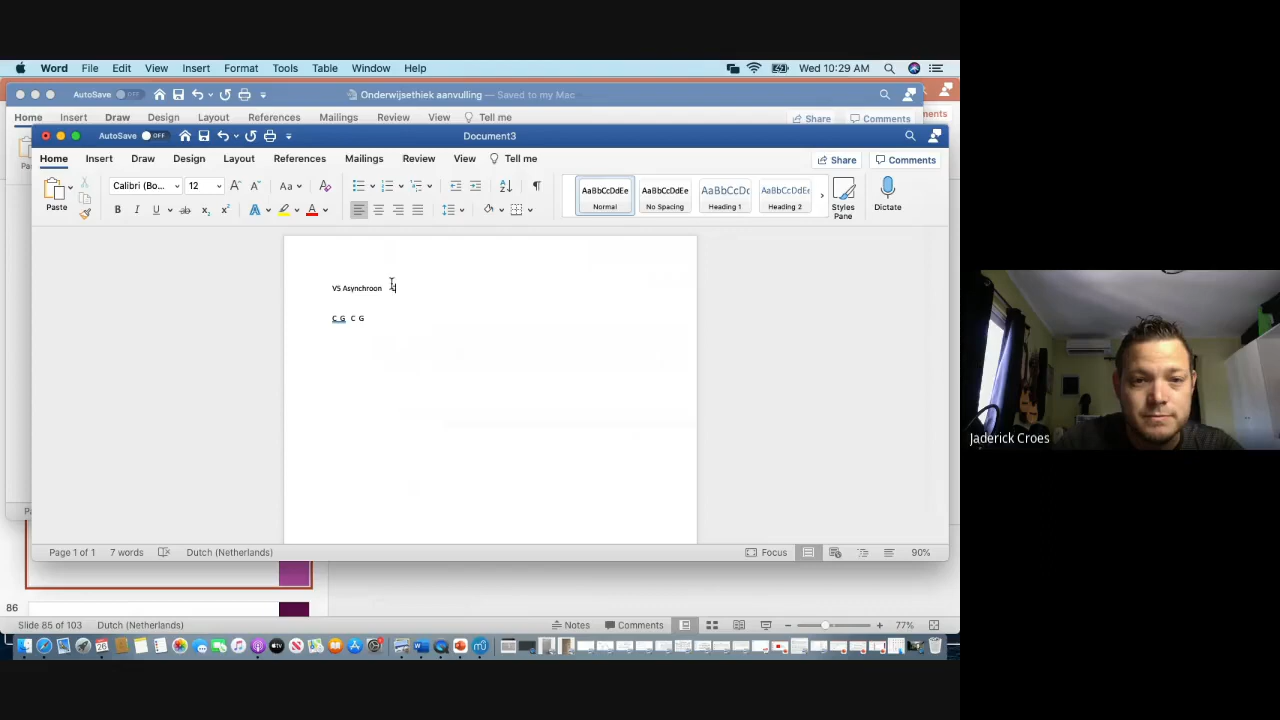 Word File Edit View Insert Format Tools Table Window Help Wed 10:29 AM
AutoSave OFF Onderwijsethiek aanvulling — Saved to my Mac
Home Insert Draw Design Layout References Mailings Review View Tell me Share Comments
AutoSave OFF Document3
Home Insert Draw Design Layout References Mailings Review View Tell me Share Comments
Paste Calibri (Bo... 12 AaBbCcDdEe AaBbCcDdEe AaBbCcDc AaBbCcDdEe
Normal No Spacing Heading 1 Heading 2 Styles Pane Dictate
VS Asynchroon
C G C G
Jaderick Croes
Page 1 of 1 7 words Dutch (Netherlands) Focus 90%
86
Slide 85 of 103 Dutch (Netherlands) Notes Comments 77%